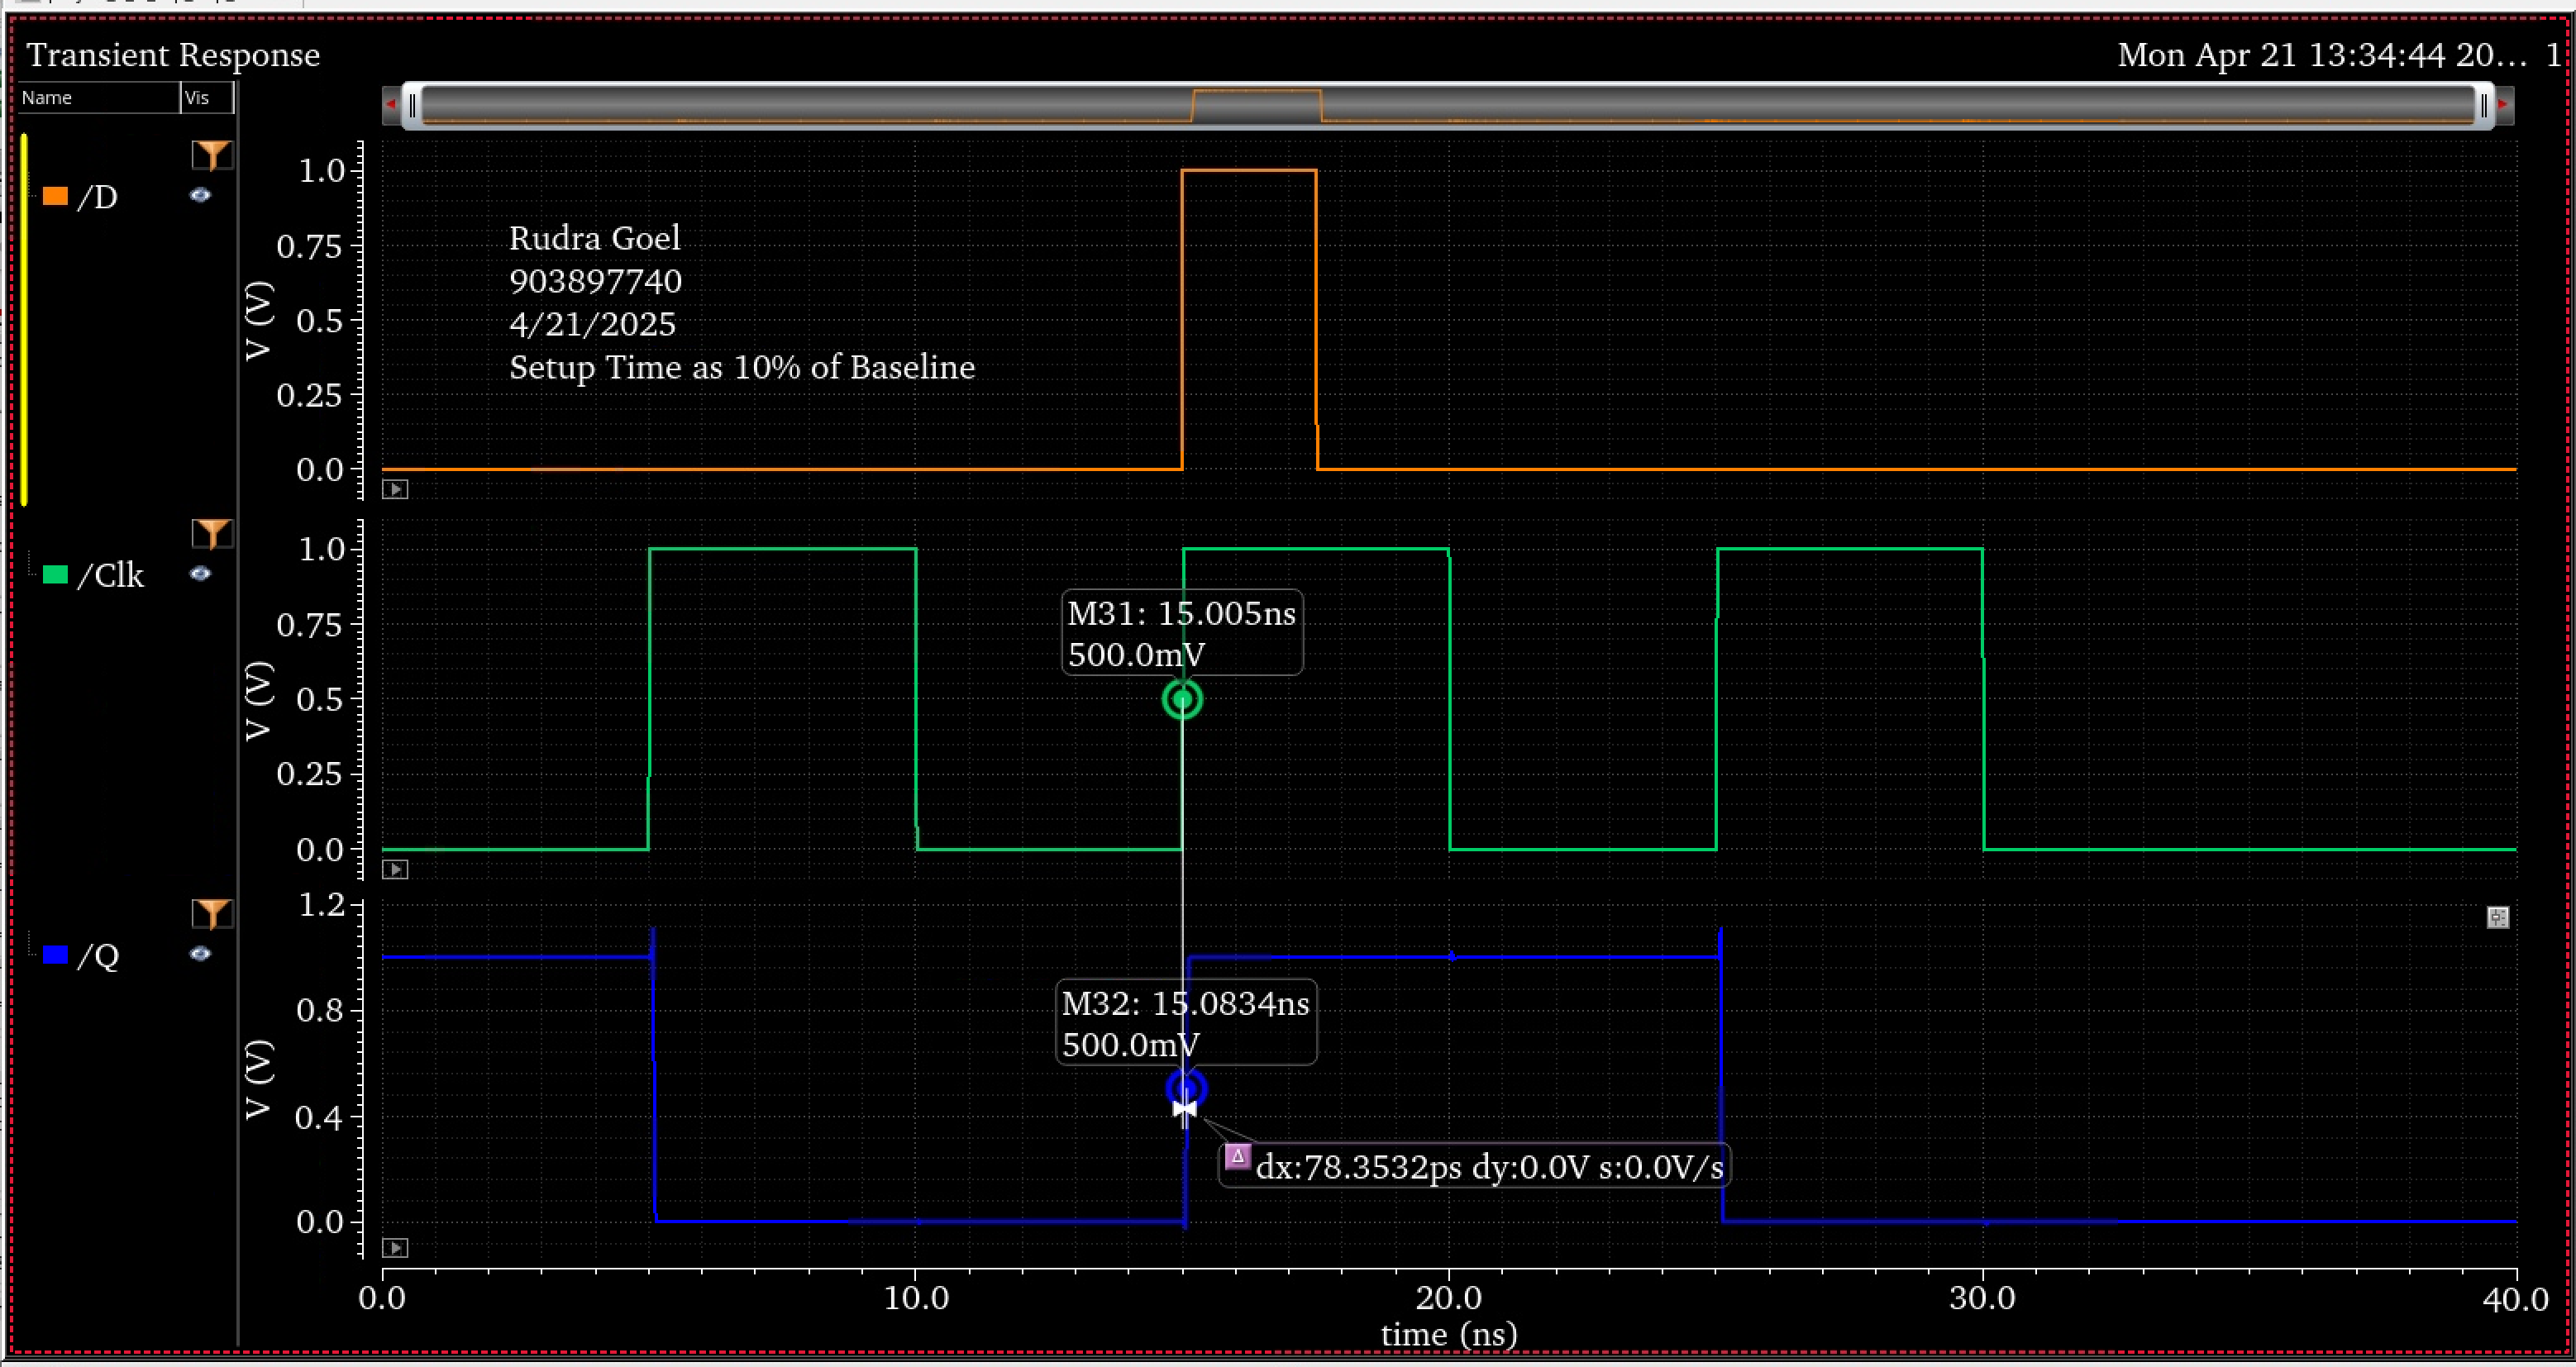 Transient Response
Mon Apr 21 13:34:44 20... 1
Name Vis
/D
1.0
0.75
0.5
0.25
0.0
V (V)
Rudra Goel
903897740
4/21/2025
Setup Time as 10% of Baseline
/Clk
1.0
0.75
0.5
0.25
0.0
V (V)
M31: 15.005ns
500.0mV
/Q
1.2
0.8
0.4
0.0
V (V)
M32: 15.0834ns
500.0mV
Δ dx:78.3532ps dy:0.0V s:0.0V/s
0.0 10.0 20.0 30.0 40.0
time (ns)